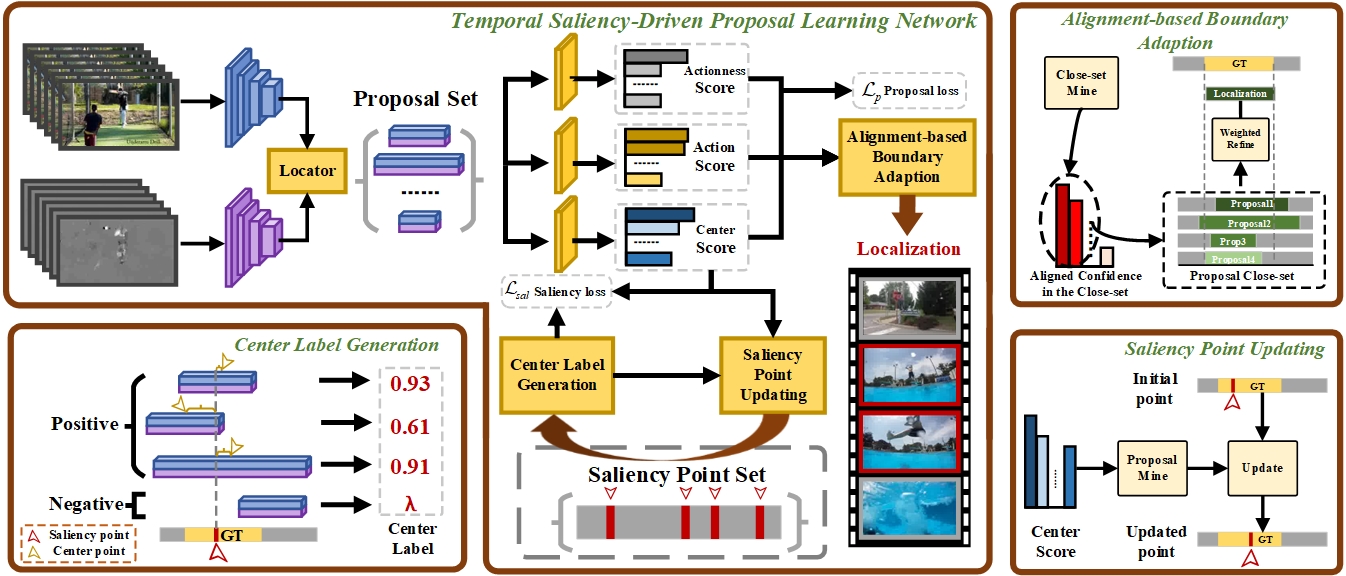 Temporal Saliency-Driven Proposal Learning Network
Underarm Drill
Locator
Proposal Set
......
Actionness
Score
......
Action
Score
......
Center
Score
......
ℒp Proposal loss
Alignment-based
Boundary
Adaption
Localization
ℒsal Saliency loss
Center Label
Generation
Saliency
Point
Updating
Saliency Point Set
Center Label Generation
Positive
Negative
0.93
0.61
0.91
λ
Center
Label
GT
Saliency point
Center point
Alignment-based Boundary
Adaption
Close-set
Mine
GT
Localization
Weighted
Refine
Proposal1
Proposal2
Prop3
Proposal4
Aligned Confidence
in the Close-set
Proposal Close-set
Saliency Point Updating
Initial
point
GT
Proposal
Mine
Update
Center
Score
Updated
point
GT